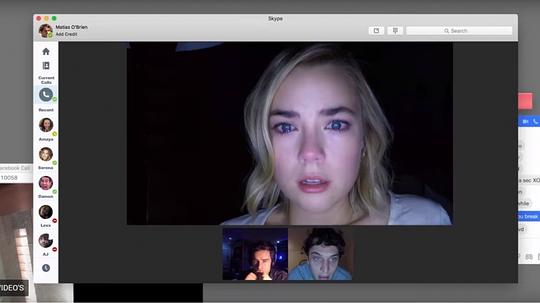 Skype
Matias O'Brien
Add Credit
Search
Current
Calls
Recent
Amaya
Serena
Damon
Lexx
AJ
acebook Call
10058
VIDEO'S
s sec XO
while
u break